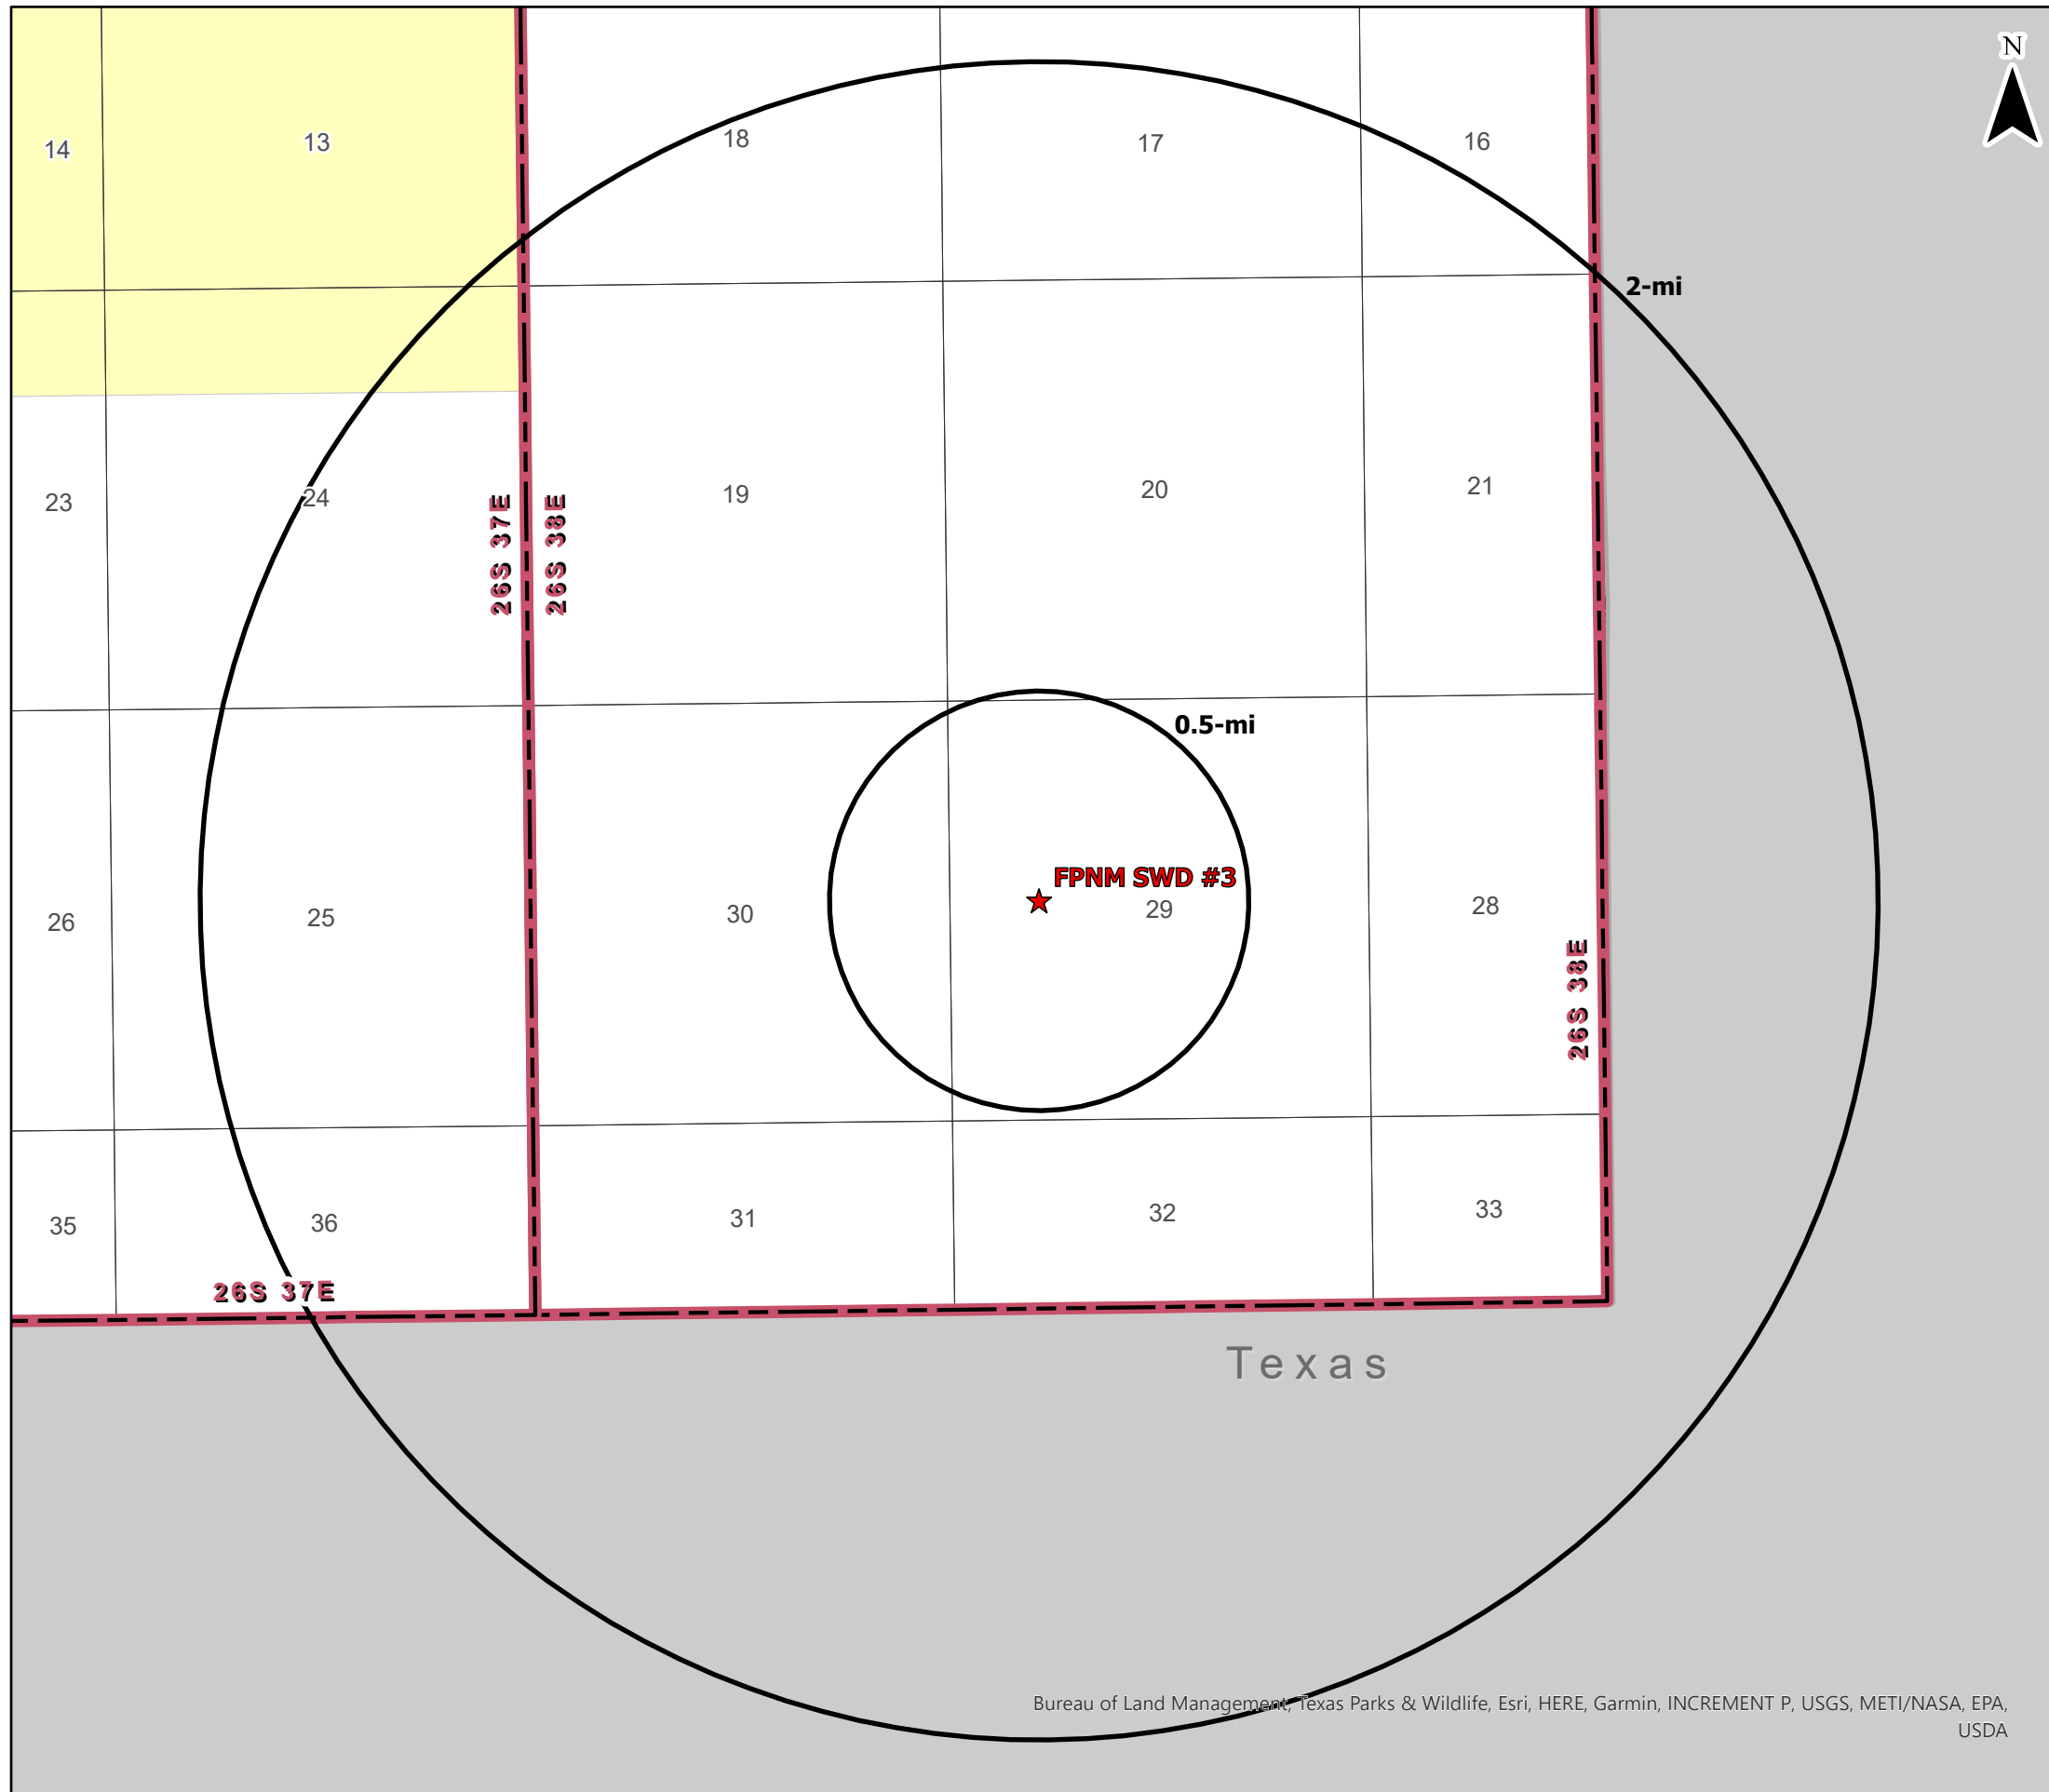 N
14
13
18
17
16
2-mi
23
24
26S 37E
26S 38E
19
20
21
0.5-mi
FPNM SWD #3
26
25
30
29
28
26S 38E
35
36
31
32
33
26S 37E
Texas
Bureau of Land Management, Texas Parks & Wildlife, Esri, HERE, Garmin, INCREMENT P, USGS, METI/NASA, EPA,
USDA